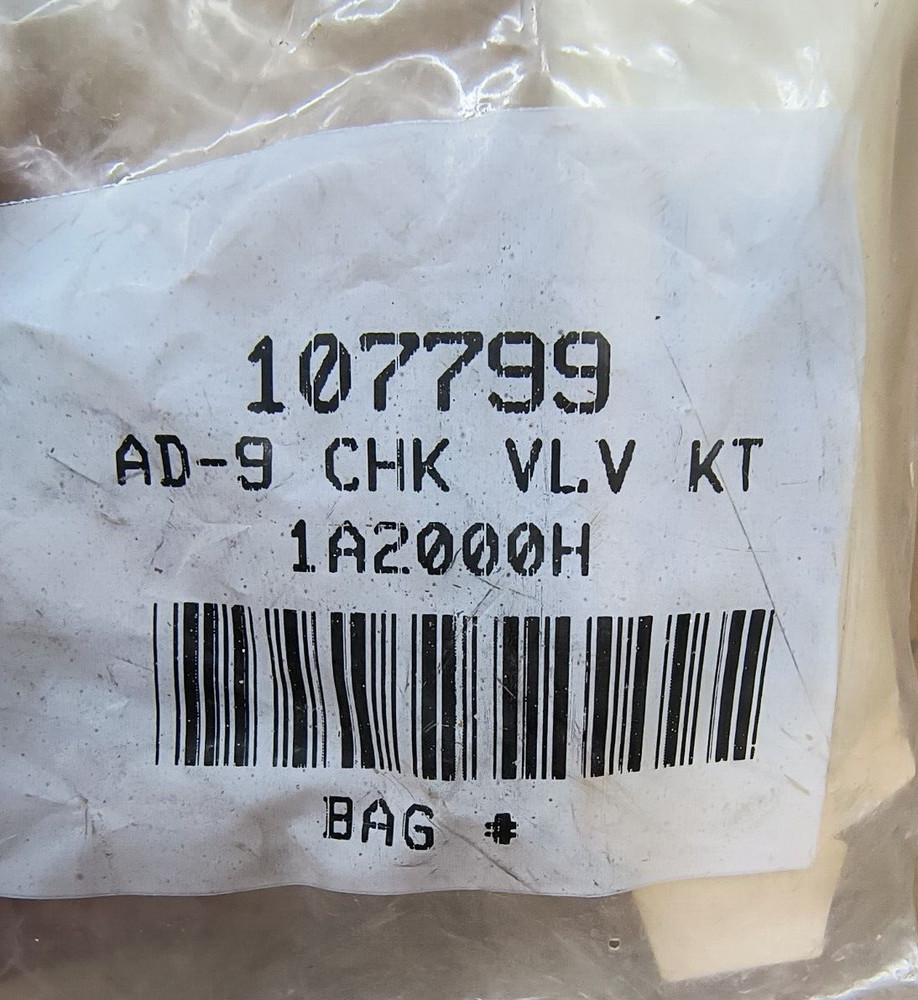 107799
AD-9 CHK VLV KT
1A2000H
BAG #